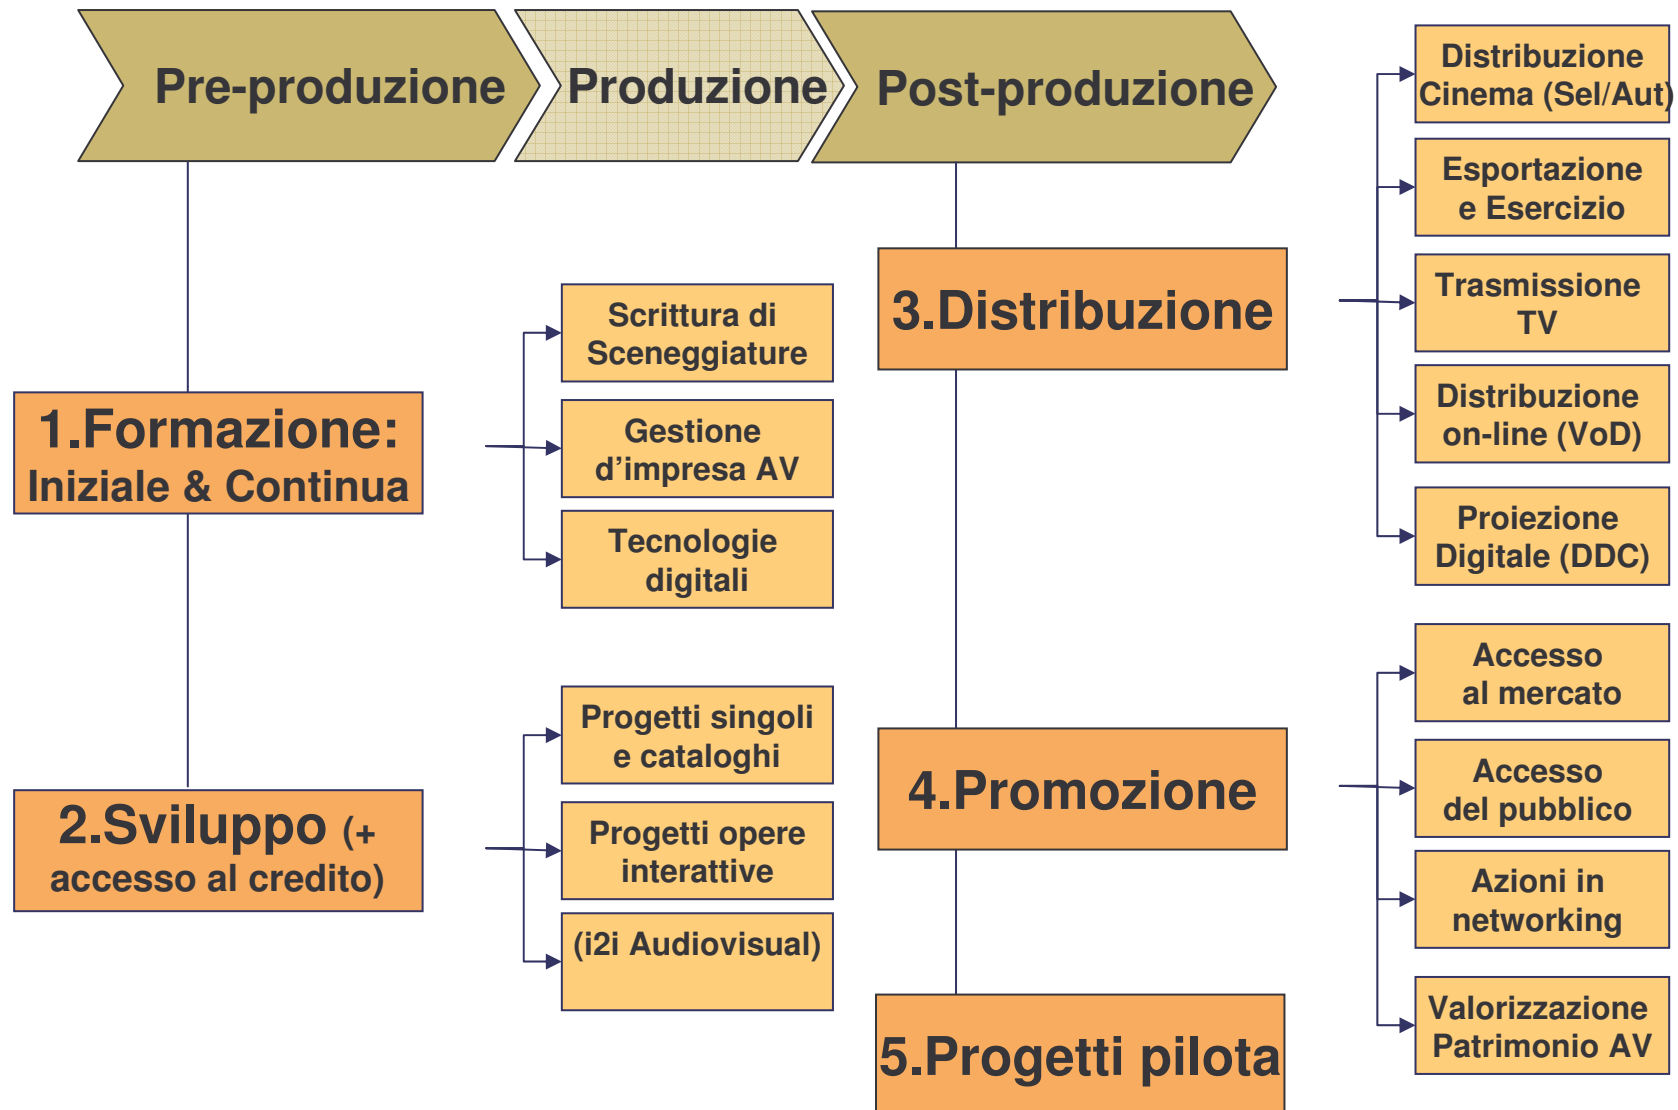 Pre-produzione
Produzione
Post-produzione
1.Formazione:
Iniziale & Continua
Scrittura di
Sceneggiature
Gestione
d’impresa AV
Tecnologie
digitali
2.Sviluppo (+
accesso al credito)
Progetti singoli
e cataloghi
Progetti opere
interattive
(i2i Audiovisual)
3.Distribuzione
Distribuzione
Cinema (Sel/Aut)
Esportazione
e Esercizio
Trasmissione
TV
Distribuzione
on-line (VoD)
Proiezione
Digitale (DDC)
4.Promozione
Accesso
al mercato
Accesso
del pubblico
Azioni in
networking
Valorizzazione
Patrimonio AV
5.Progetti pilota